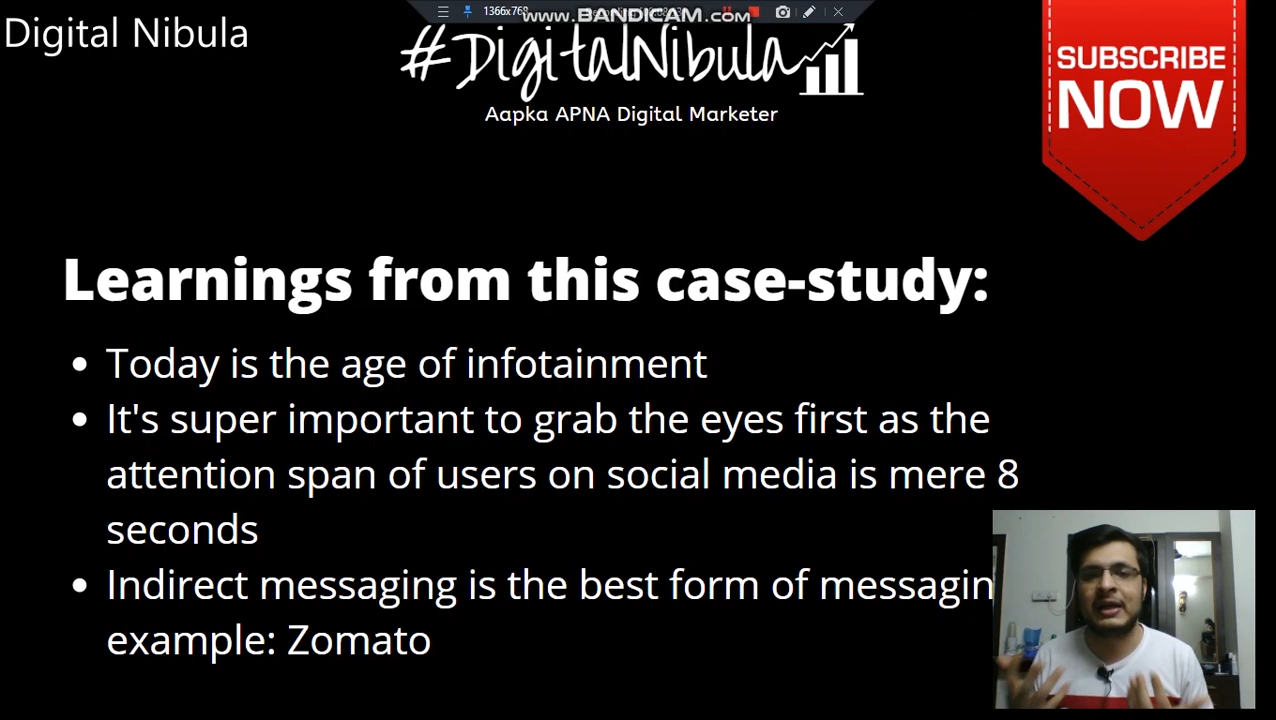 1366x768
www.BANDICAM.com
Digital Nibula
#DigitalNibula
Aapka APNA Digital Marketer
SUBSCRIBE
NOW
Learnings from this case-study:
• Today is the age of infotainment
• It's super important to grab the eyes first as the
attention span of users on social media is mere 8
seconds
• Indirect messaging is the best form of messagin
example: Zomato